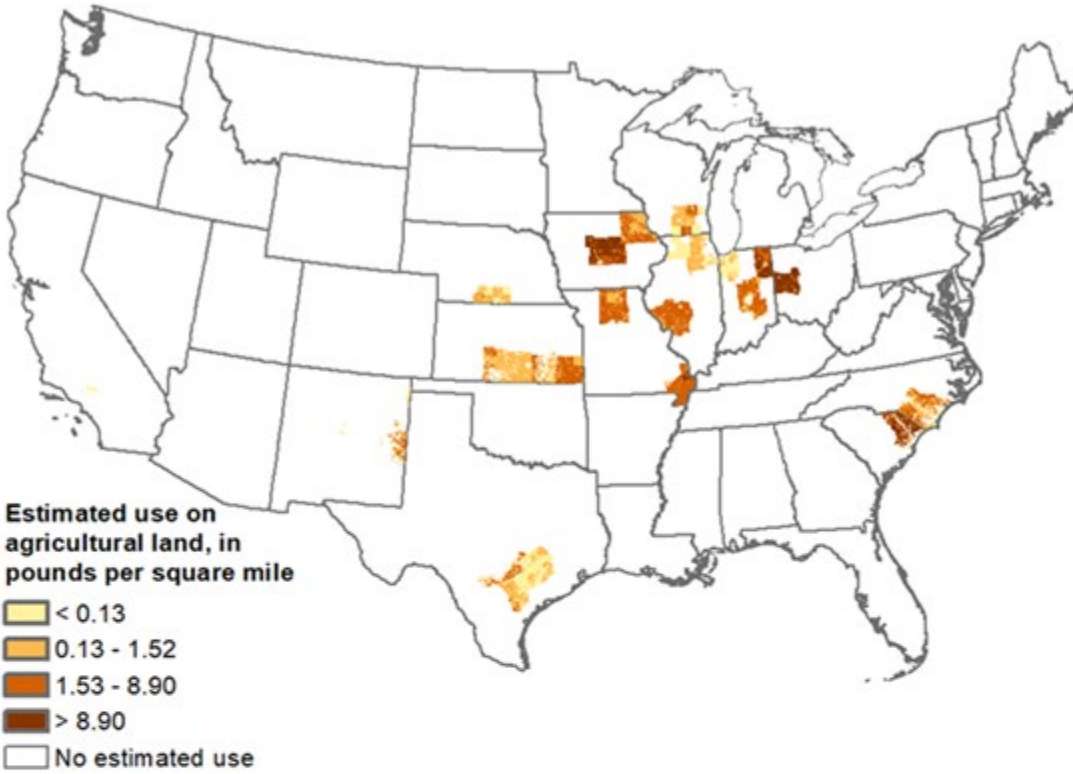 Estimated use on
agricultural land, in
pounds per square mile
< 0.13
0.13 - 1.52
1.53 - 8.90
> 8.90
No estimated use